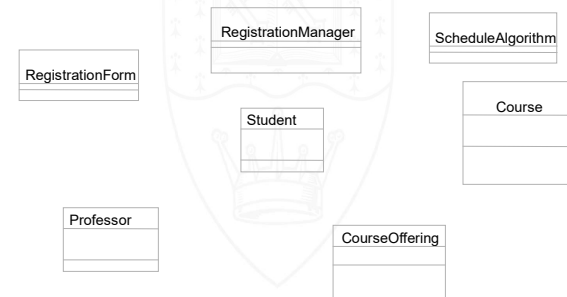 RegistrationManager
ScheduleAlgorithm
RegistrationForm
Course
Student
Professor
CourseOffering